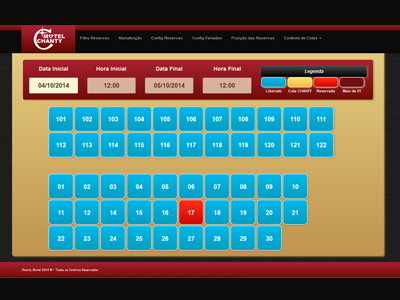 MOTEL
CHANTY
Filtro Reservas Manutenção Config Reservas Config Feriados Posição das Reservas Controle de Cotas
Data Inicial Hora Inicial Data Final Hora Final Legenda
04/10/2014 12:00 05/10/2014 12:00
Liberado Cota CHANTY Reservado Mais de 01
101 102 103 104 105 106 107 108 109 110 111
112 113 114 115 116 117 118 119 120 121 122
01 02 03 04 05 06 07 08 09 10
11 12 13 14 15 16 17 18 19 20 21
22 23 24 25 26 27 28 29 30
Chanty Motel 2014 ® - Todos os Direitos Reservados